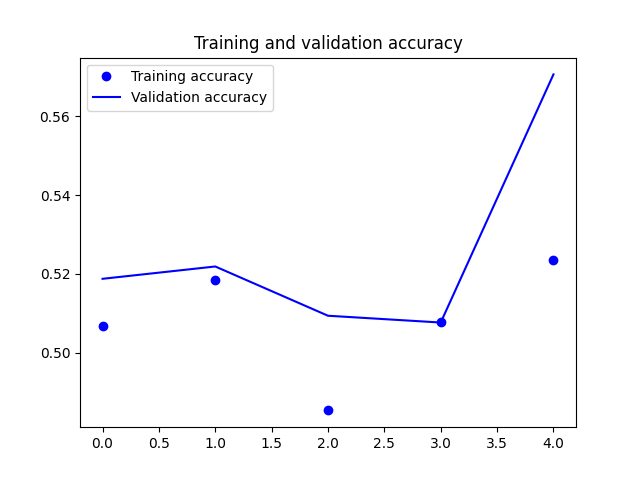 Training and validation accuracy
Training accuracy
Validation accuracy
0.56
0.54
0.52
0.50
0.0 0.5 1.0 1.5 2.0 2.5 3.0 3.5 4.0